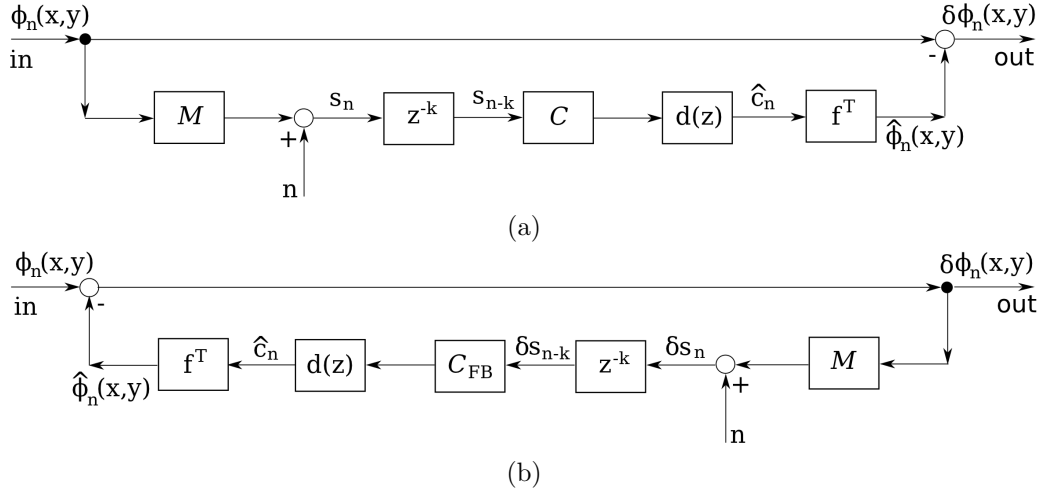 ϕn(x,y) δϕn(x,y)
in out
M + sn z-k sn-k C d(z) ĉn fT -
ϕ̂n(x,y)
n
(a)
ϕn(x,y) δϕn(x,y)
in - out
fT ĉn d(z) CFB δsn-k z-k δsn + M
ϕ̂n(x,y)
n
(b)